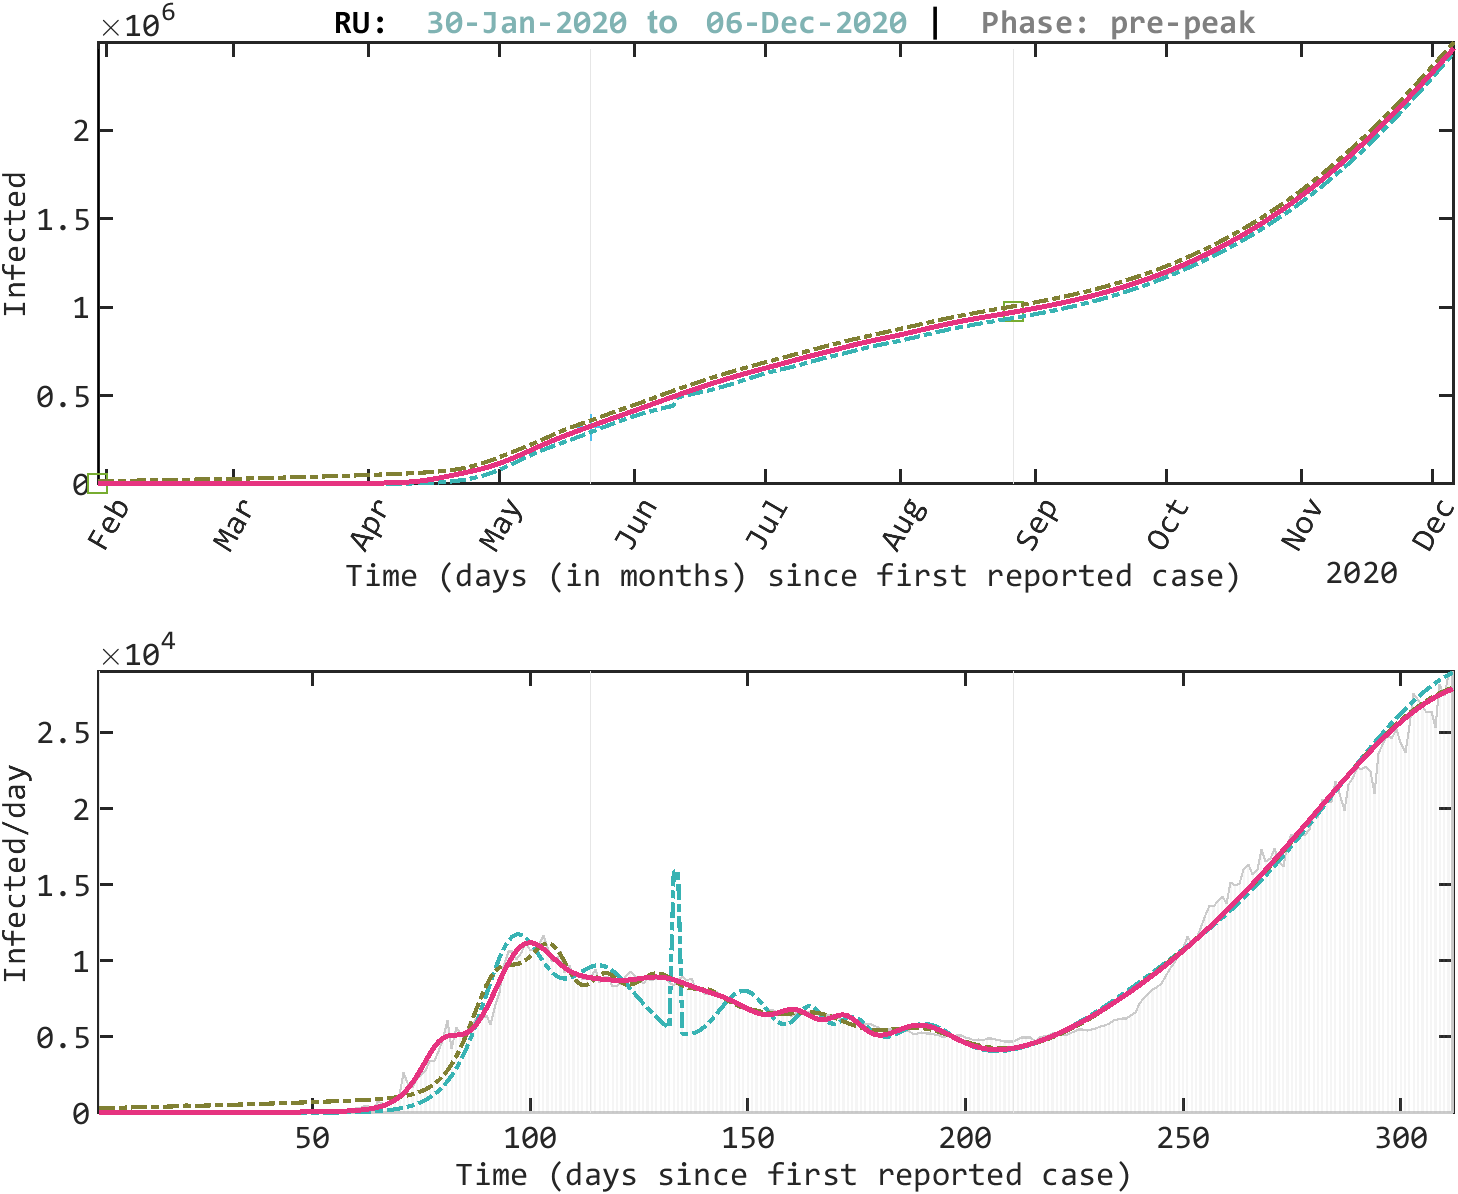 ×10^6 RU: 30-Jan-2020 to 06-Dec-2020 | Phase: pre-peak
Infected
2
1.5
1
0.5
0
Feb Mar Apr May Jun Jul Aug Sep Oct Nov Dec
Time (days (in months) since first reported case) 2020
×10^4
Infected/day
2.5
2
1.5
1
0.5
0
50 100 150 200 250 300
Time (days since first reported case)